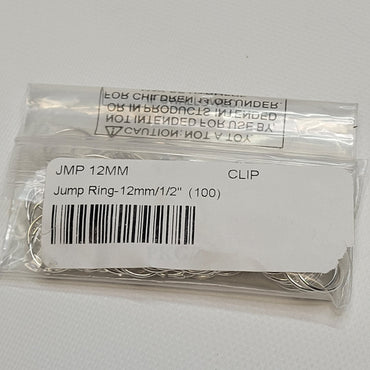 ⚠CAUTION: NOT A TOY
NOT INTENDED FOR USE BY
OR IN PRODUCTS INTENDED
FOR CHILDREN 14 OR UNDER
JMP 12MM CLIP
Jump Ring-12mm/1/2" (100)